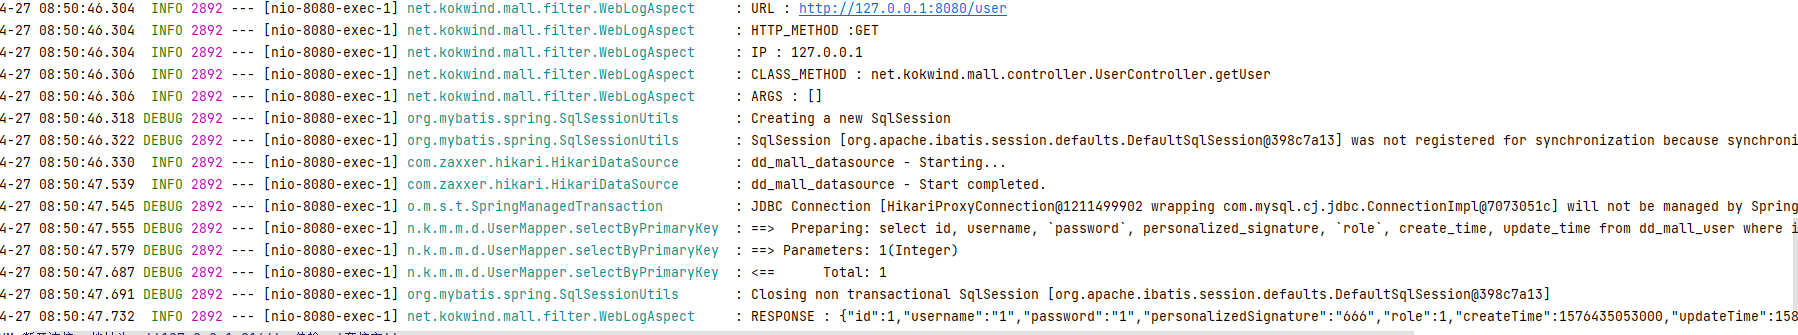 4-27 08:50:46.304  INFO 2892 --- [nio-8080-exec-1] net.kokwind.mall.filter.WebLogAspect     : URL : http://127.0.0.1:8080/user
4-27 08:50:46.304  INFO 2892 --- [nio-8080-exec-1] net.kokwind.mall.filter.WebLogAspect     : HTTP_METHOD :GET
4-27 08:50:46.304  INFO 2892 --- [nio-8080-exec-1] net.kokwind.mall.filter.WebLogAspect     : IP : 127.0.0.1
4-27 08:50:46.306  INFO 2892 --- [nio-8080-exec-1] net.kokwind.mall.filter.WebLogAspect     : CLASS_METHOD : net.kokwind.mall.controller.UserController.getUser
4-27 08:50:46.306  INFO 2892 --- [nio-8080-exec-1] net.kokwind.mall.filter.WebLogAspect     : ARGS : []
4-27 08:50:46.318 DEBUG 2892 --- [nio-8080-exec-1] org.mybatis.spring.SqlSessionUtils       : Creating a new SqlSession
4-27 08:50:46.322 DEBUG 2892 --- [nio-8080-exec-1] org.mybatis.spring.SqlSessionUtils       : SqlSession [org.apache.ibatis.session.defaults.DefaultSqlSession@398c7a13] was not registered for synchronization because synchroni
4-27 08:50:46.330  INFO 2892 --- [nio-8080-exec-1] com.zaxxer.hikari.HikariDataSource       : dd_mall_datasource - Starting...
4-27 08:50:47.539  INFO 2892 --- [nio-8080-exec-1] com.zaxxer.hikari.HikariDataSource       : dd_mall_datasource - Start completed.
4-27 08:50:47.545 DEBUG 2892 --- [nio-8080-exec-1] o.m.s.t.SpringManagedTransaction         : JDBC Connection [HikariProxyConnection@1211499902 wrapping com.mysql.cj.jdbc.ConnectionImpl@7073051c] will not be managed by Spring
4-27 08:50:47.555 DEBUG 2892 --- [nio-8080-exec-1] n.k.m.m.d.UserMapper.selectByPrimaryKey  : ==>  Preparing: select id, username, `password`, personalized_signature, `role`, create_time, update_time from dd_mall_user where i
4-27 08:50:47.579 DEBUG 2892 --- [nio-8080-exec-1] n.k.m.m.d.UserMapper.selectByPrimaryKey  : ==> Parameters: 1(Integer)
4-27 08:50:47.687 DEBUG 2892 --- [nio-8080-exec-1] n.k.m.m.d.UserMapper.selectByPrimaryKey  : <==      Total: 1
4-27 08:50:47.691 DEBUG 2892 --- [nio-8080-exec-1] org.mybatis.spring.SqlSessionUtils       : Closing non transactional SqlSession [org.apache.ibatis.session.defaults.DefaultSqlSession@398c7a13]
4-27 08:50:47.732  INFO 2892 --- [nio-8080-exec-1] net.kokwind.mall.filter.WebLogAspect     : RESPONSE : {"id":1,"username":"1","password":"1","personalizedSignature":"666","role":1,"createTime":1576435053000,"updateTime":158